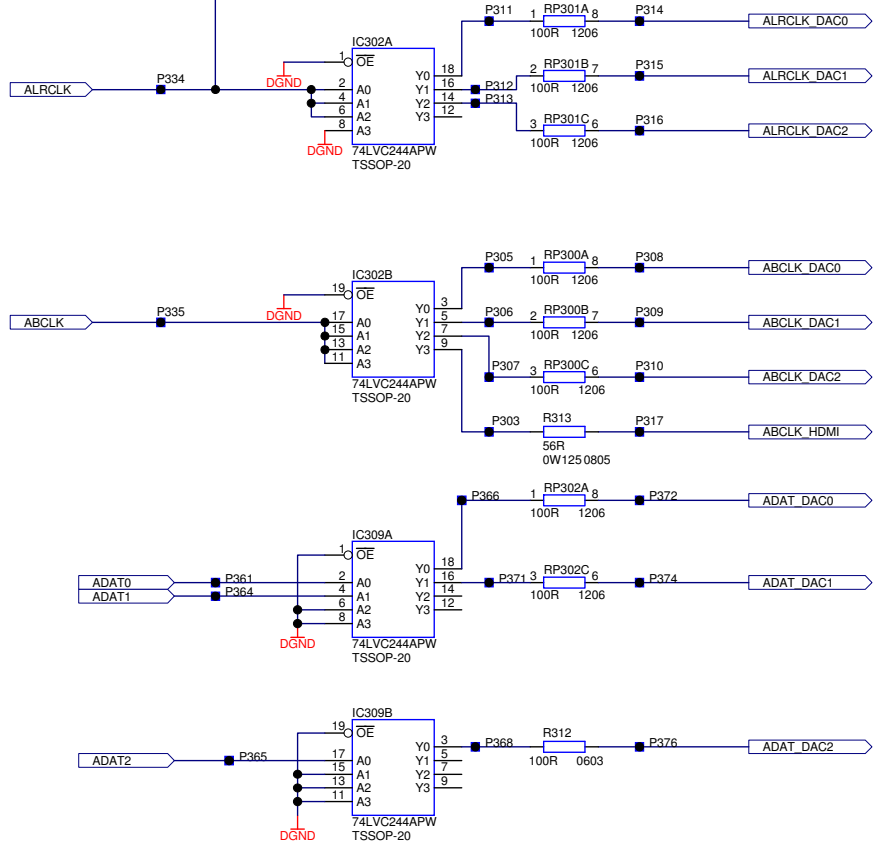 P311 1 RP301A 8 P314 ALRCLK_DAC0
100R 1206
IC302A
1 OE
DGND
Y0 18
P334
ALRCLK
2 A0 Y1 16 P312 2 RP301B 7 P315 ALRCLK_DAC1
100R 1206
4 A1 Y2 14 P313
6 A2 Y3 12
8 A3
DGND
3 RP301C 6 P316 ALRCLK_DAC2
100R 1206
74LVC244APW
TSSOP-20
P305 1 RP300A 8 P308 ABCLK_DAC0
100R 1206
IC302B
19 OE
DGND
Y0 3
P335
ABCLK
17 A0 Y1 5 P306 2 RP300B 7 P309 ABCLK_DAC1
100R 1206
15 A1 Y2 7
13 A2 Y3 9
11 A3
P307 3 RP300C 6 P310 ABCLK_DAC2
100R 1206
74LVC244APW
TSSOP-20
P303 R313 P317 ABCLK_HDMI
56R
0W125 0805
P366 1 RP302A 8 P372 ADAT_DAC0
100R 1206
IC309A
1 OE
Y0 18
ADAT0 P361 2 A0 Y1 16 P371 3 RP302C 6 P374 ADAT_DAC1
100R 1206
ADAT1 P364 4 A1 Y2 14
6 A2 Y3 12
8 A3
DGND
74LVC244APW
TSSOP-20
IC309B
19 OE
Y0 3 P368 R312 P376 ADAT_DAC2
100R 0603
ADAT2 P365 17 A0 Y1 5
15 A1 Y2 7
13 A2 Y3 9
11 A3
DGND
74LVC244APW
TSSOP-20